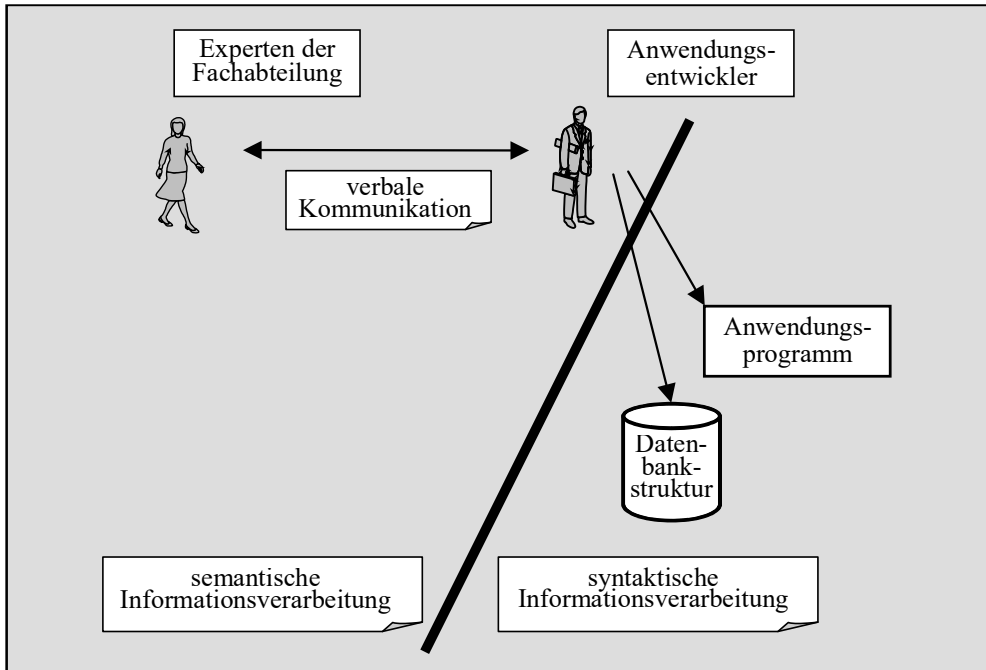 Experten der
Fachabteilung
Anwendungs-
entwickler
verbale
Kommunikation
Anwendungs-
programm
Daten-
bank-
struktur
semantische
Informationsverarbeitung
syntaktische
Informationsverarbeitung